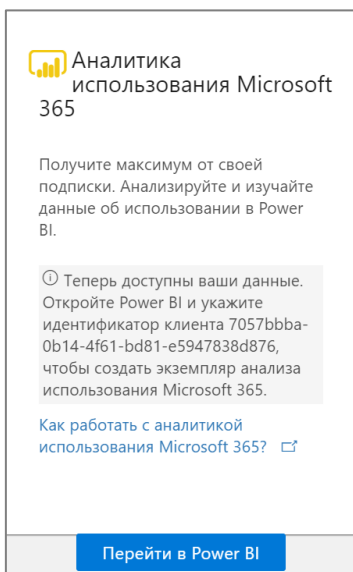 Аналитика
использования Microsoft
365
Получите максимум от своей
подписки. Анализируйте и изучайте
данные об использовании в Power
BI.
Теперь доступны ваши данные.
Откройте Power BI и укажите
идентификатор клиента 7057bbba-
0b14-4f61-bd81-e5947838d876,
чтобы создать экземпляр анализа
использования Microsoft 365.
Как работать с аналитикой
использования Microsoft 365?
Перейти в Power BI